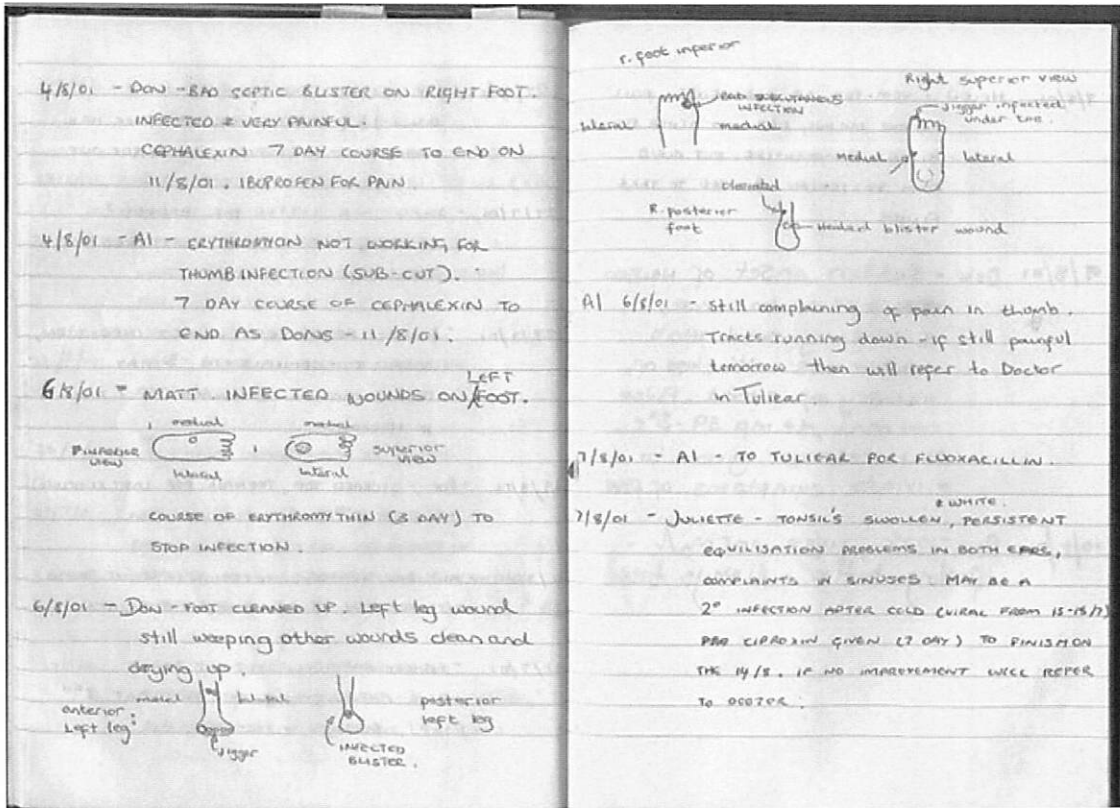 4/8/01 - DON - BAD SEPTIC BLISTER ON RIGHT FOOT.
INFECTED & VERY PAINFUL.
CEPHALEXIN 7 DAY COURSE TO END ON
11/8/01. IBUPROFEN FOR PAIN
4/8/01 - Al - ERYTHROMYCIN NOT WORKING FOR
THUMB INFECTION (SUB-CUT).
7 DAY COURSE OF CEPHALEXIN TO
END AS DONS - 11/8/01.
LEFT
6/8/01 - MATT INFECTED WOUNDS ON FOOT.
medial medial
INFERIOR VIEW
SUPERIOR VIEW
lateral lateral
COURSE OF ERYTHROMYTHIN (3 DAY) TO
STOP INFECTION.
6/8/01 - DON - FOOT CLEANED UP. Left leg wound
still weeping other wounds clean and
drying up.
anterior
Left leg:
posterior
left leg
Jigger
INFECTED
BLISTER.
r. foot inferior
BAD SUBCUTANEOUS
INFECTION
lateral medial
Right superior view
Jigger infected
under toe.
Medial lateral
R. posterior
foot
Healed blister wound
Al 6/8/01 - Still complaining of pain in thumb.
Tracts running down - if still painful
tomorrow then will refer to Doctor
in Tuliear.
7/8/01 - Al - TO TULIEAR FOR FLUOXACILLIN.
& WHITE.
7/8/01 - JULIETTE - TONSIL'S SWOLLEN, PERSISTENT
EQUILISATION PROBLEMS IN BOTH EARS,
COMPLAINTS IN SINUSES MAY BE A
2° INFECTION AFTER COLD (VIRAL FROM 15-18/7)
CIPROXIN GIVEN (7 DAY) TO FINISH ON
THE 14/8. IF NO IMPROVEMENT WILL REFER
TO DOCTOR.